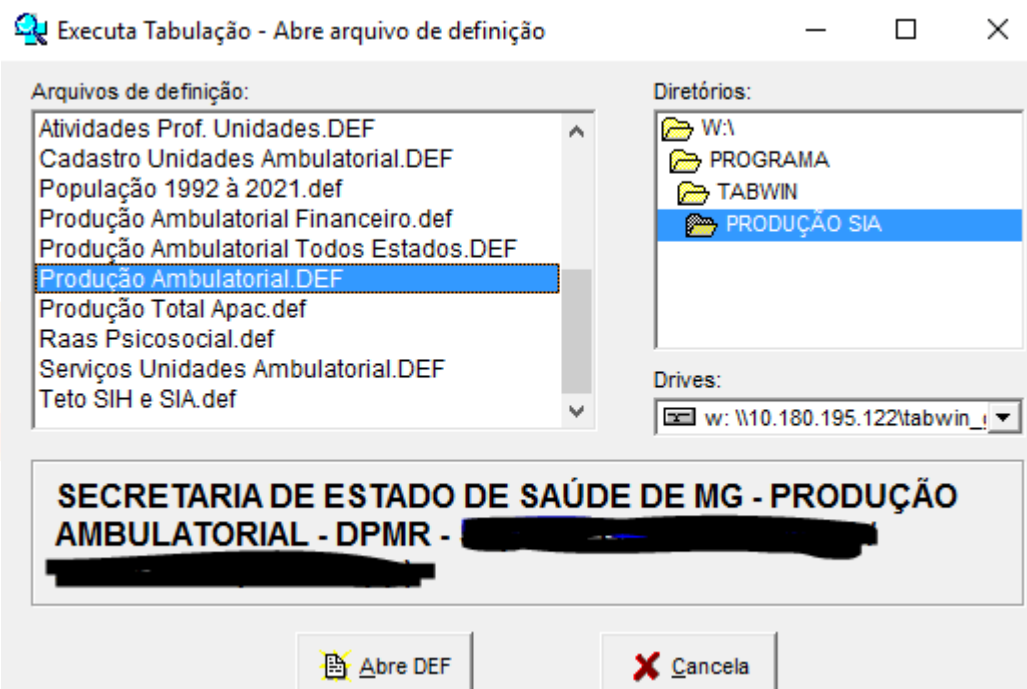 Executa Tabulação - Abre arquivo de definição
Arquivos de definição:
Atividades Prof. Unidades.DEF
Cadastro Unidades Ambulatorial.DEF
População 1992 à 2021.def
Produção Ambulatorial Financeiro.def
Produção Ambulatorial Todos Estados.DEF
Produção Ambulatorial.DEF
Produção Total Apac.def
Raas Psicosocial.def
Serviços Unidades Ambulatorial.DEF
Teto SIH e SIA.def
Diretórios:
W:\
PROGRAMA
TABWIN
PRODUÇÃO SIA
Drives:
w: \\10.180.195.122\tabwin_
SECRETARIA DE ESTADO DE SAÚDE DE MG - PRODUÇÃO
AMBULATORIAL - DPMR -
Abre DEF
Cancela